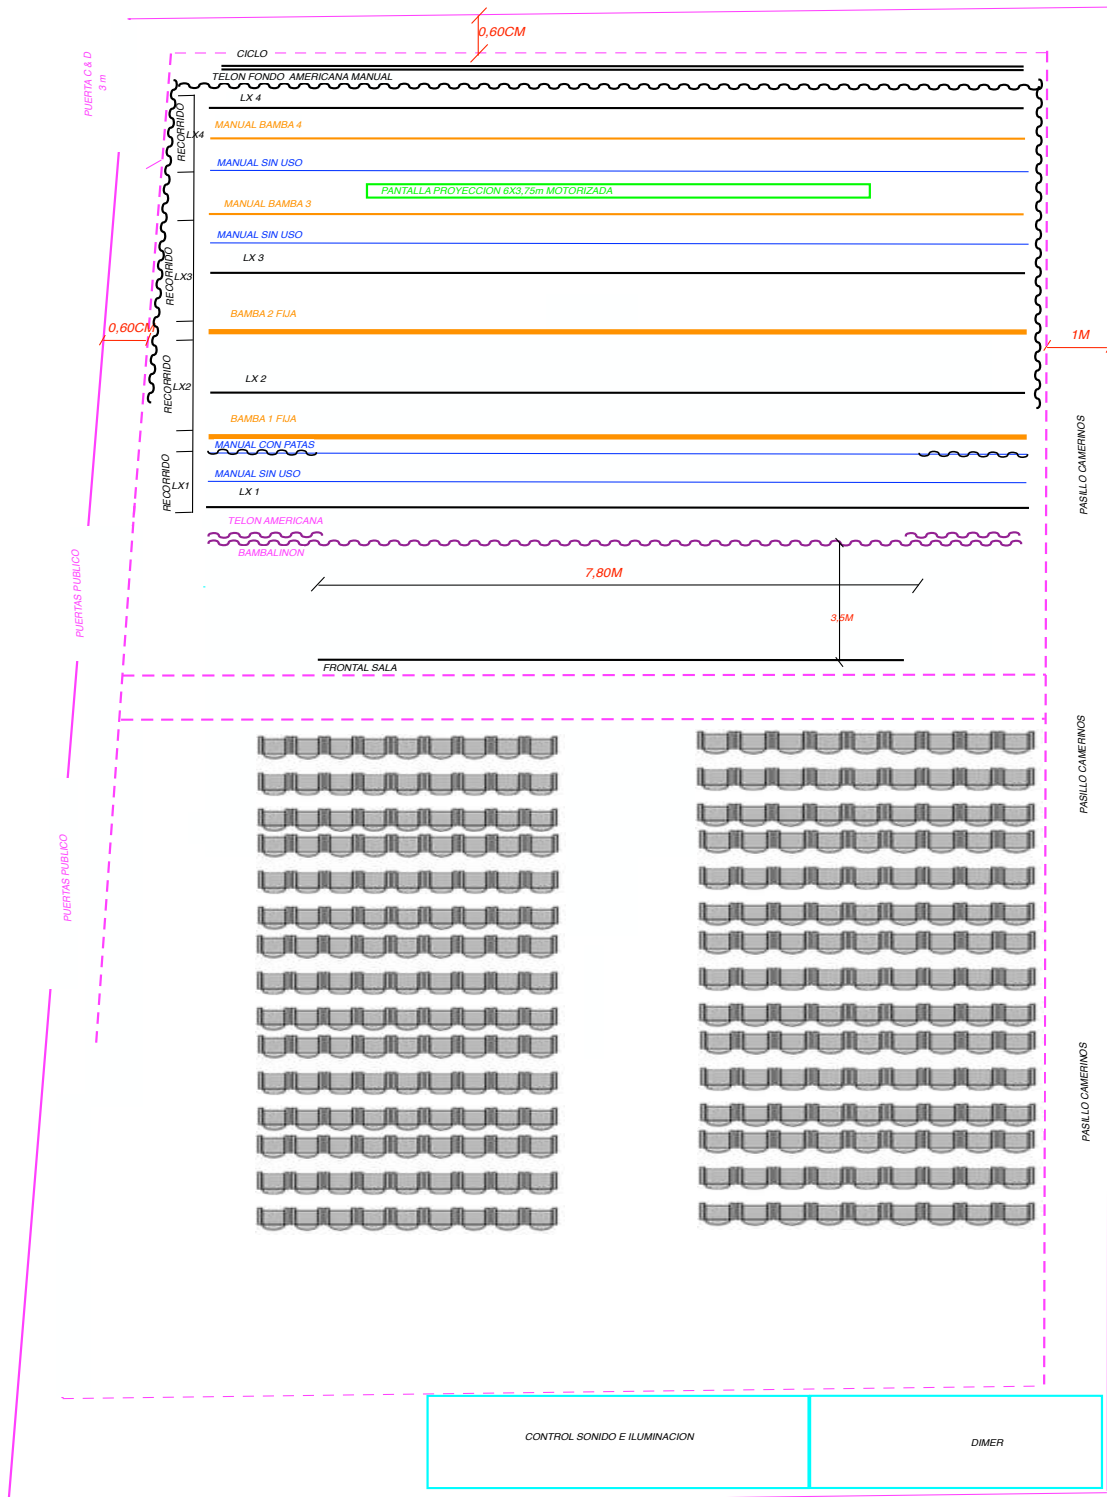 0,60CM
CICLO
PUERTA C & D
3 m
TELON FONDO AMERICANA MANUAL
LX 4
RECORRIDO
LX4
MANUAL BAMBA 4
MANUAL SIN USO
PANTALLA PROYECCION 6X3,75m MOTORIZADA
MANUAL BAMBA 3
MANUAL SIN USO
LX 3
RECORRIDO
LX3
BAMBA 2 FIJA
0,60CM
1M
RECORRIDO
LX2
LX 2
BAMBA 1 FIJA
MANUAL CON PATAS
PASILLO CAMERINOS
RECORRIDO
LX1
MANUAL SIN USO
LX 1
TELON AMERICANA
BAMBALINON
7,80M
PUERTAS PUBLICO
3,5M
FRONTAL SALA
PASILLO CAMERINOS
PUERTAS PUBLICO
PASILLO CAMERINOS
CONTROL SONIDO E ILUMINACION
DIMER